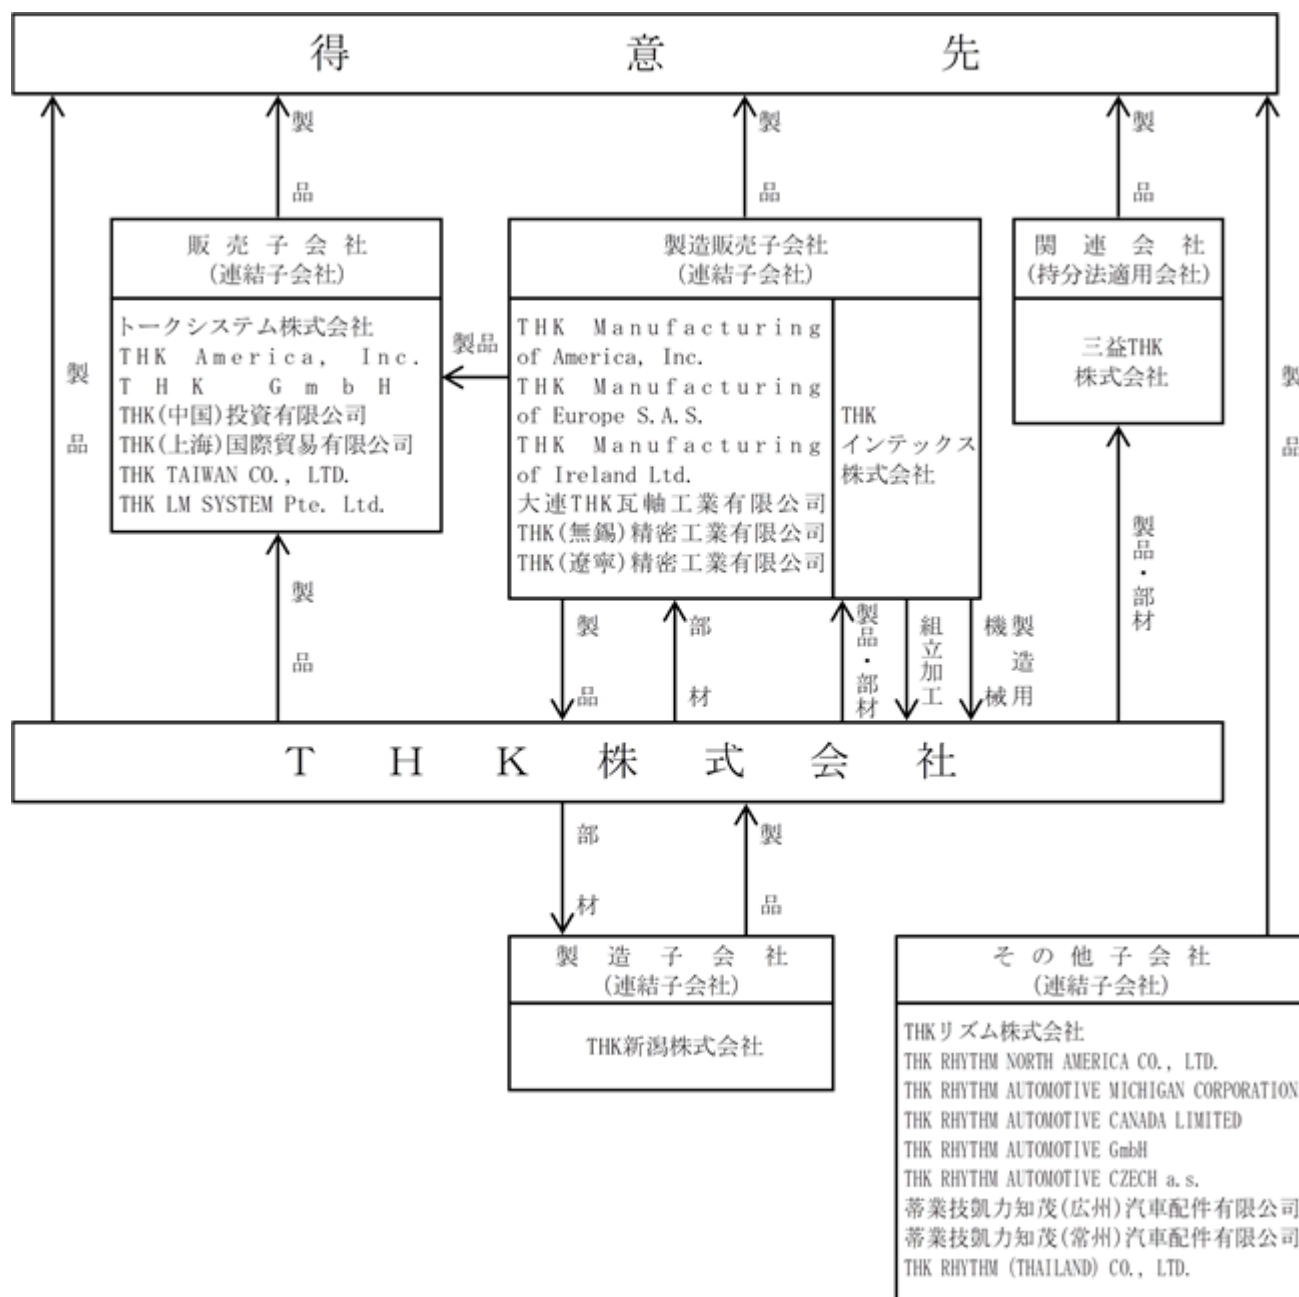 得意先
製品
製品
製品
製品
製品
販売子会社
(連結子会社)
トークシステム株式会社
THK America, Inc.
THK GmbH
THK(中国)投資有限公司
THK(上海)国際貿易有限公司
THK TAIWAN CO., LTD.
THK LM SYSTEM Pte. Ltd.
製品
製造販売子会社
(連結子会社)
THK Manufacturing
of America, Inc.
THK Manufacturing
of Europe S.A.S.
THK Manufacturing
of Ireland Ltd.
大連THK瓦軸工業有限公司
THK(無錫)精密工業有限公司
THK(遼寧)精密工業有限公司
THK
インテックス
株式会社
関連会社
(持分法適用会社)
三益THK
株式会社
製品
製品
部材
製品・部材
組立加工
製造用
機械
製品・部材
THK株式会社
部材
製品
製造子会社
(連結子会社)
THK新潟株式会社
その他子会社
(連結子会社)
THKリズム株式会社
THK RHYTHM NORTH AMERICA CO., LTD.
THK RHYTHM AUTOMOTIVE MICHIGAN CORPORATION
THK RHYTHM AUTOMOTIVE CANADA LIMITED
THK RHYTHM AUTOMOTIVE GmbH
THK RHYTHM AUTOMOTIVE CZECH a.s.
蒂業技凱力知茂(広州)汽車配件有限公司
蒂業技凱力知茂(常州)汽車配件有限公司
THK RHYTHM (THAILAND) CO., LTD.